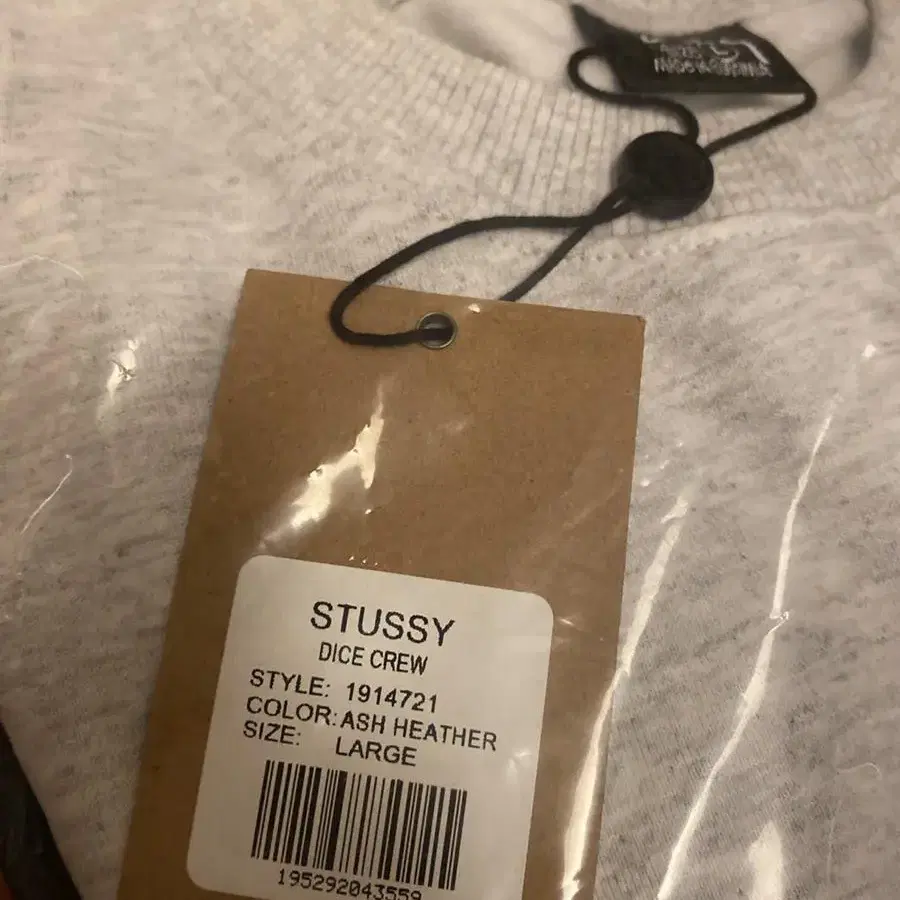 STUSSY
DICE CREW
STYLE: 1914721
COLOR: ASH HEATHER
SIZE: LARGE
195292043559